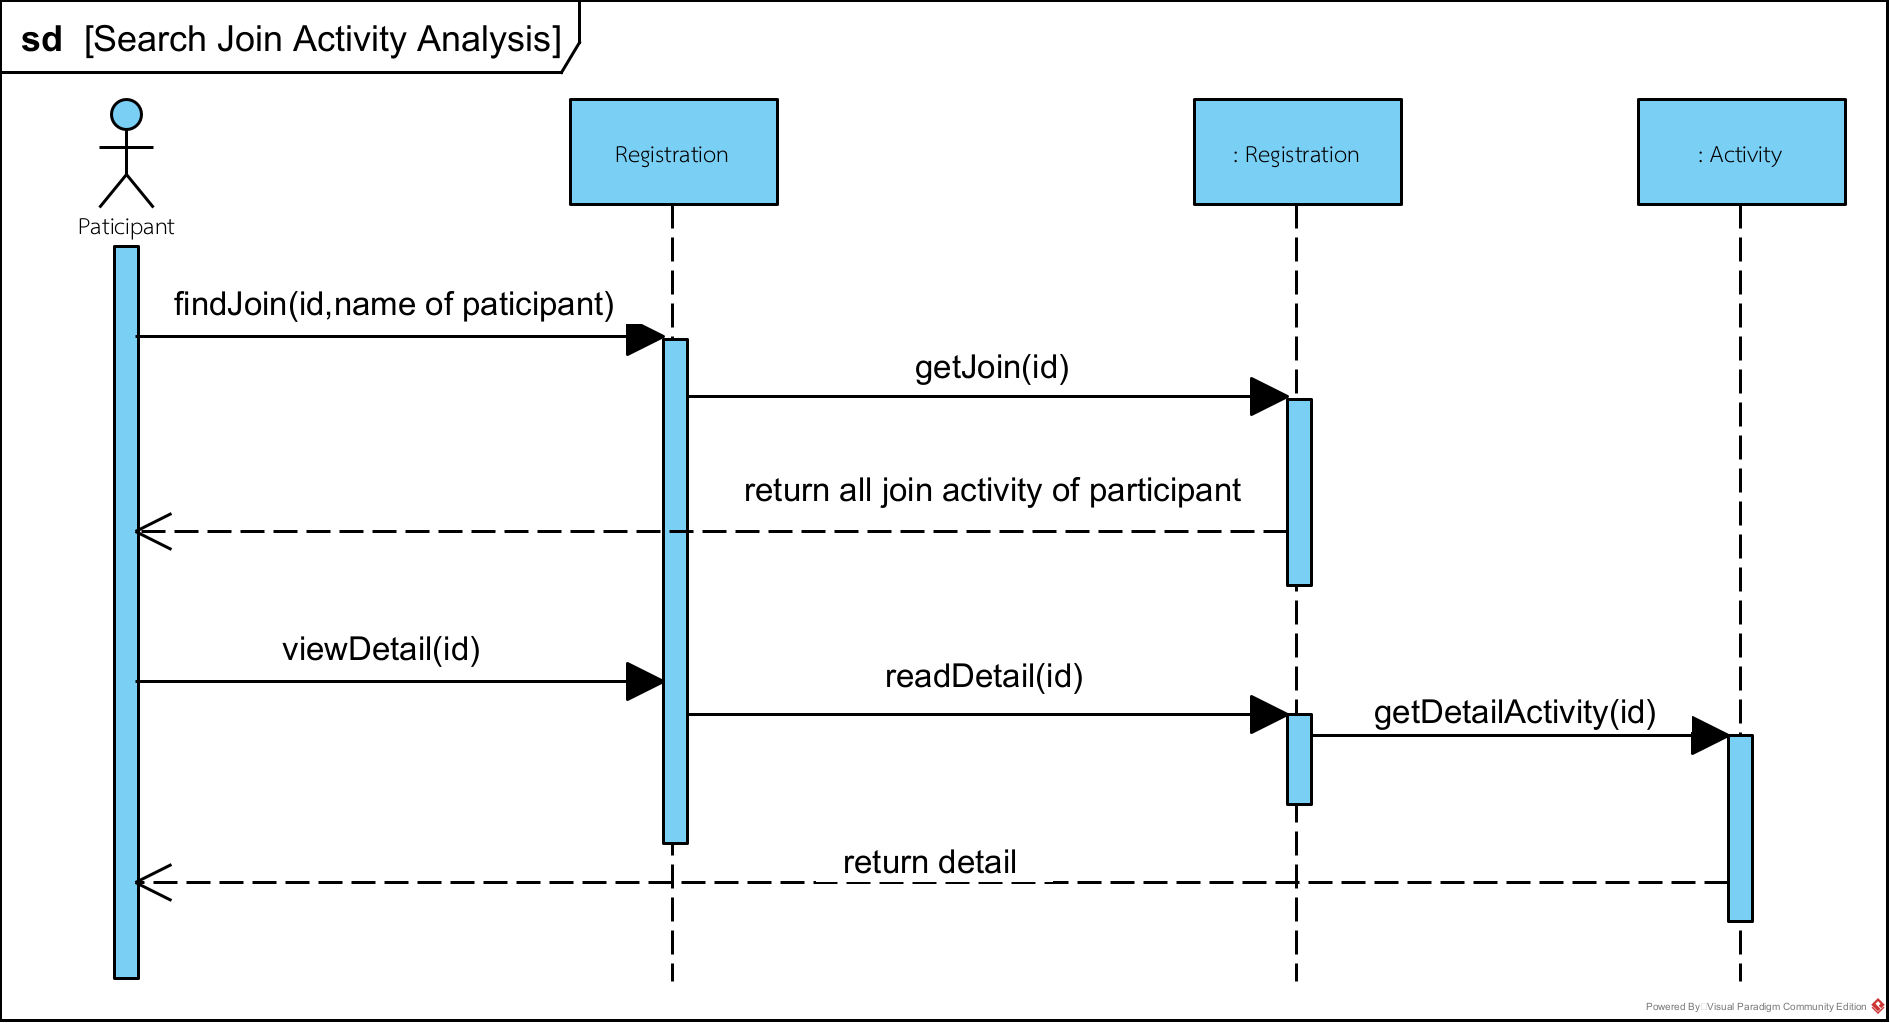 sd [Search Join Activity Analysis]
Registration
: Registration
: Activity
Paticipant
findJoin(id,name of paticipant)
getJoin(id)
return all join activity of participant
viewDetail(id)
readDetail(id)
getDetailActivity(id)
return detail
Powered By Visual Paradigm Community Edition